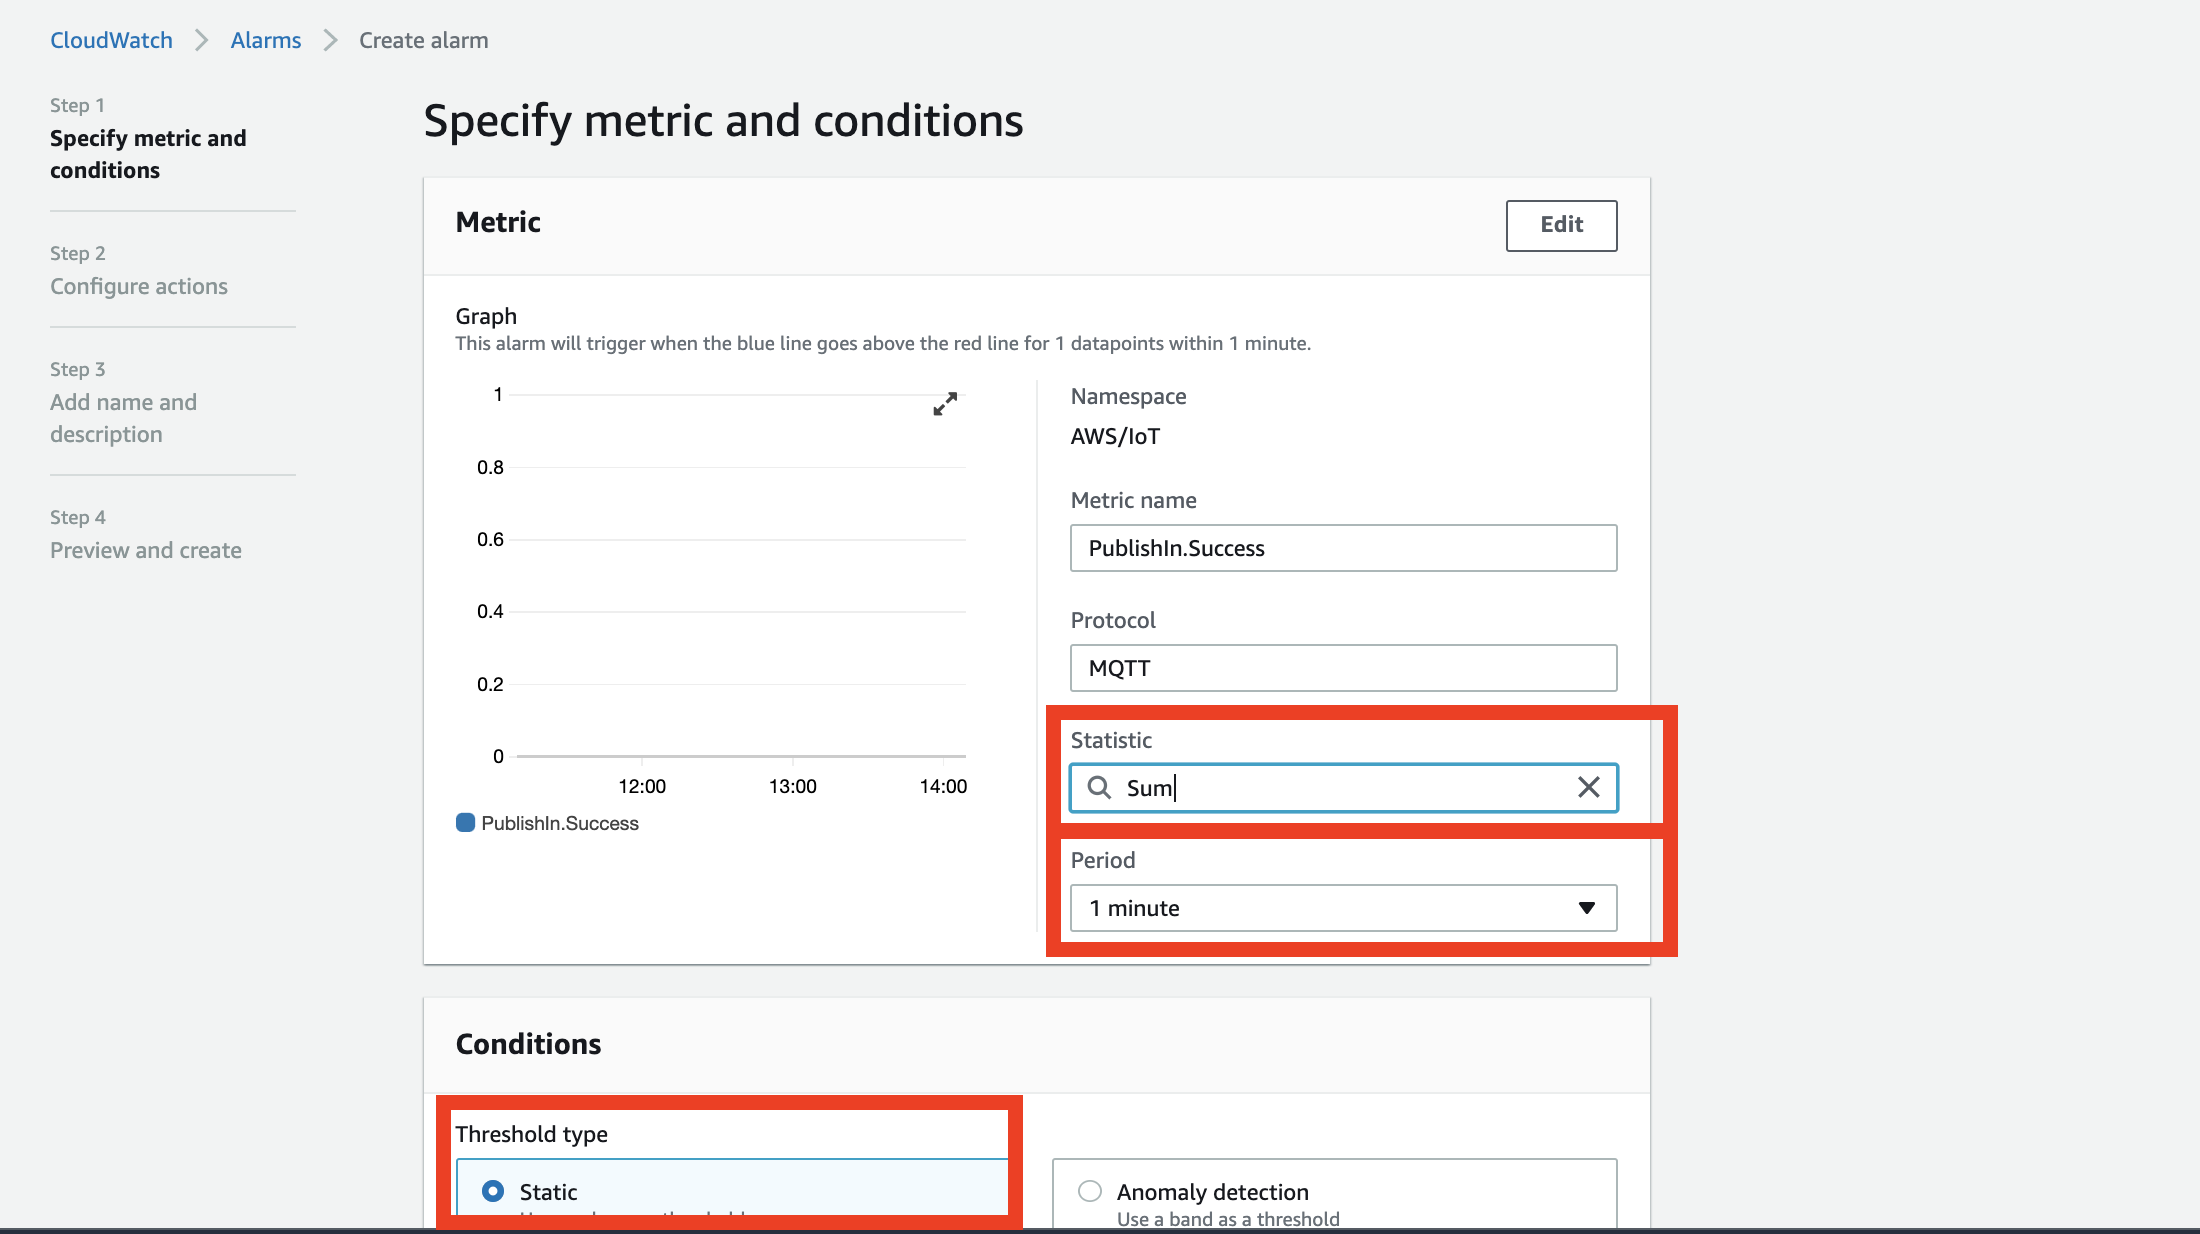 CloudWatch > Alarms > Create alarm
Step 1
Specify metric and
conditions
Step 2
Configure actions
Step 3
Add name and
description
Step 4
Preview and create
Specify metric and conditions
Metric
Edit
Graph
This alarm will trigger when the blue line goes above the red line for 1 datapoints within 1 minute.
1
0.8
0.6
0.4
0.2
0
12:00 13:00 14:00
PublishIn.Success
Namespace
AWS/IoT
Metric name
PublishIn.Success
Protocol
MQTT
Statistic
Sum
Period
1 minute
Conditions
Threshold type
Static
Anomaly detection
Use a band as a threshold